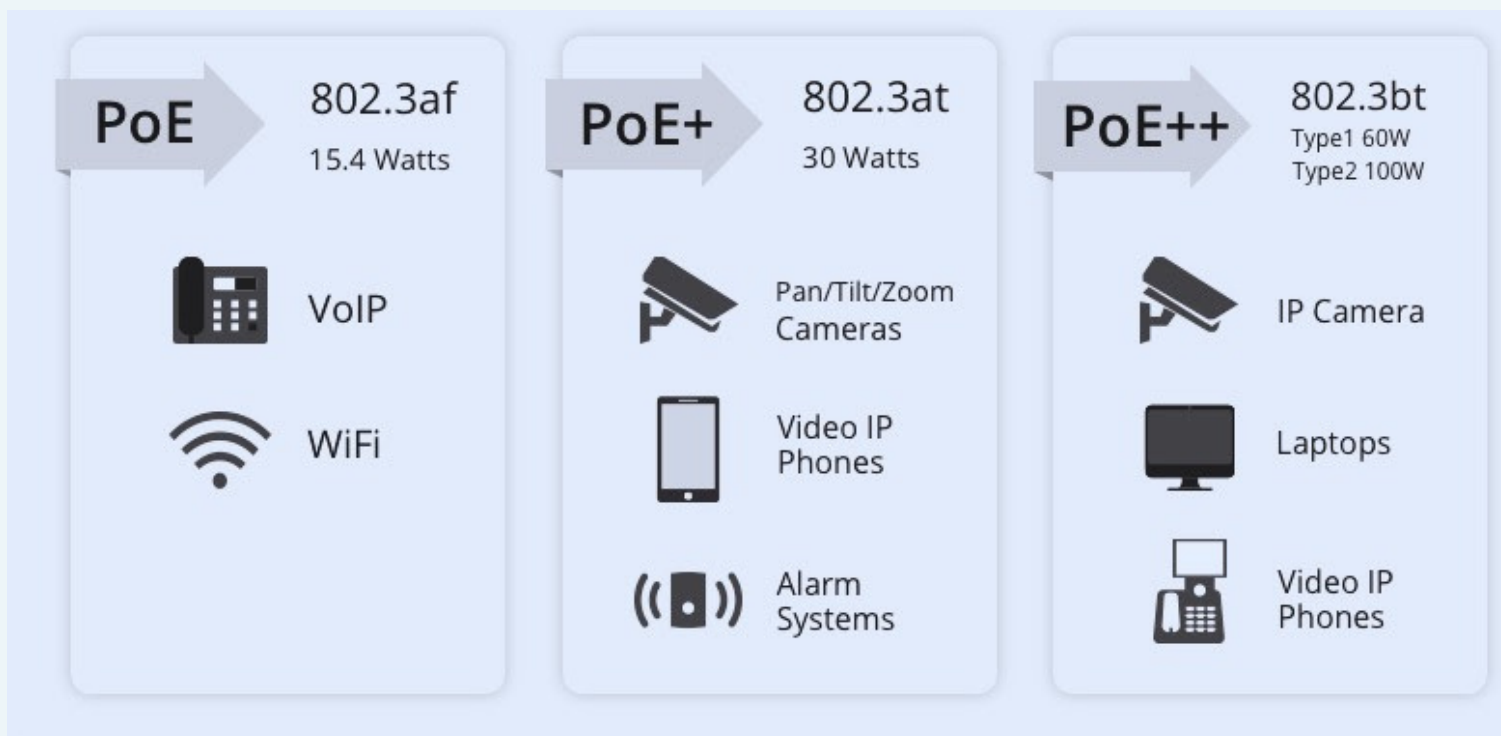 PoE
802.3af
15.4 Watts
VoIP
WiFi
PoE+
802.3at
30 Watts
Pan/Tilt/Zoom
Cameras
Video IP
Phones
Alarm
Systems
PoE++
802.3bt
Type1 60W
Type2 100W
IP Camera
Laptops
Video IP
Phones